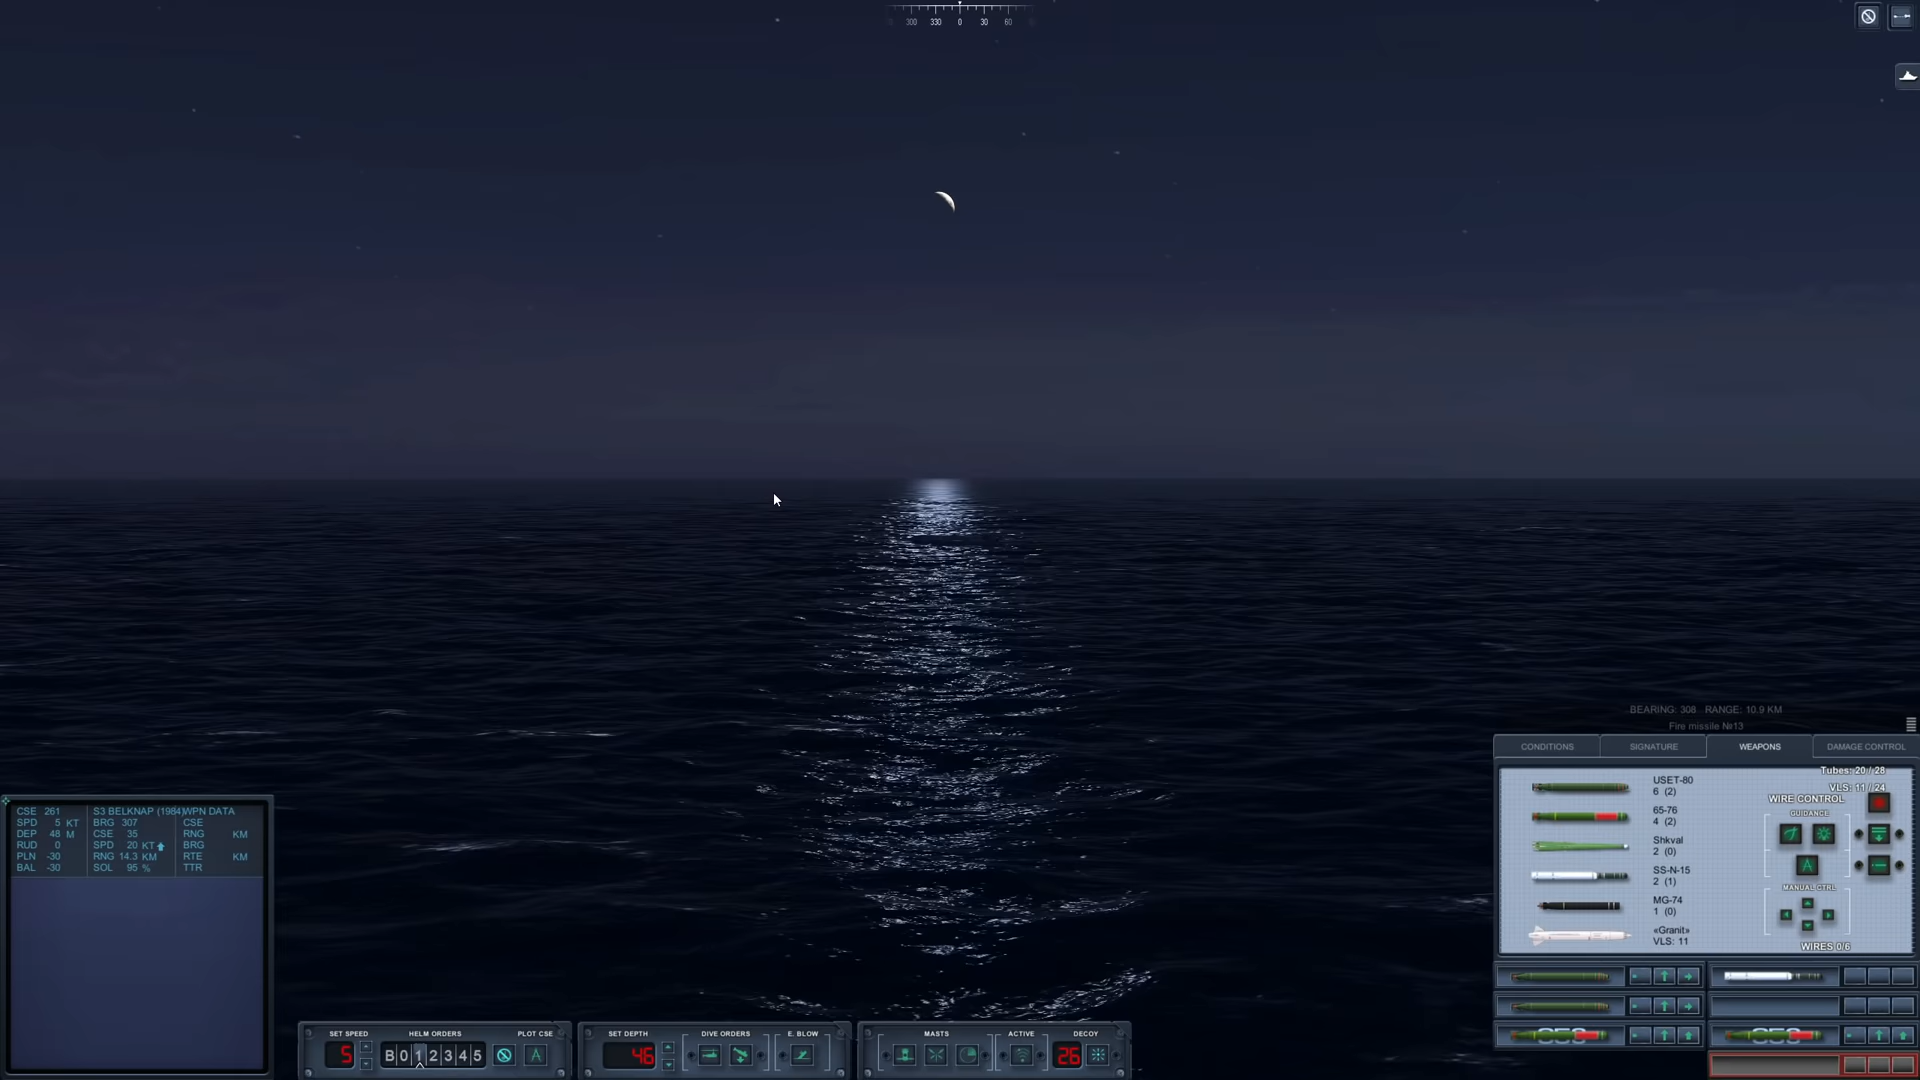 300 330 0 30 60
BEARING: 308 RANGE: 10.9 KM
Fire missile №13
CONDITIONS SIGNATURE WEAPONS DAMAGE CONTROL
Tubes: 20 / 28
VLS: 11 / 24
USET-80
6 (2)
65-76
4 (2)
Shkval
2 (0)
SS-N-15
2 (1)
MG-74
1 (0)
«Granit»
VLS: 11
WIRE CONTROL
GUIDANCE
A
MANUAL CTRL
WIRES 0/6
CSE 261 S3 BELKNAP (1984) WPN DATA
SPD 5 KT BRG 307 CSE
DEP 48 M CSE 35 RNG KM
RUD 0 SPD 20 KT BRG
PLN -30 RNG 14.3 KM RTE KM
BAL -30 SOL 95 % TTR
SET SPEED HELM ORDERS PLOT CSE
5 B 0 1 2 3 4 5 A
SET DEPTH DIVE ORDERS E. BLOW
46
MASTS ACTIVE DECOY
26